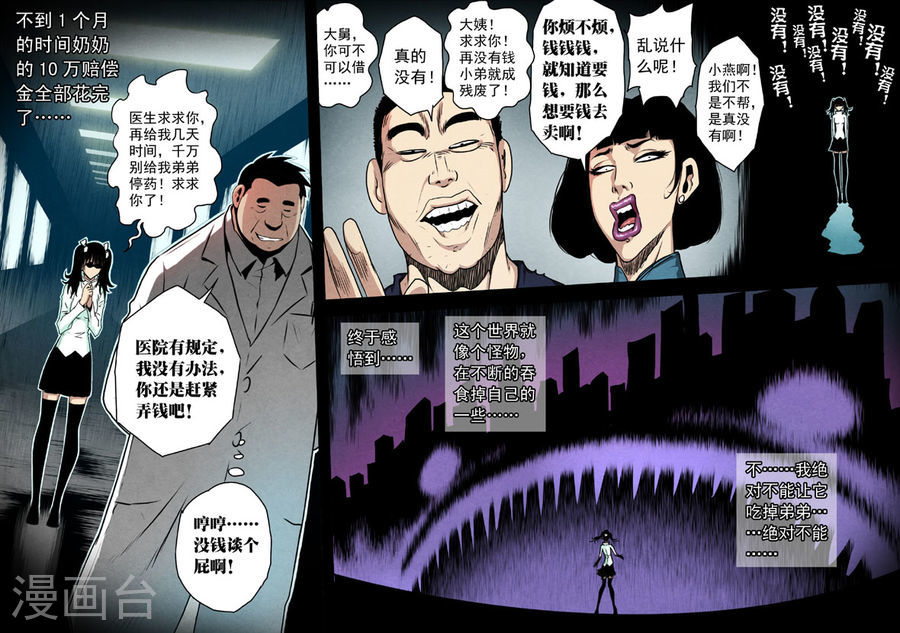 不到1个月
的时间奶奶
的10万赔偿
金全部花完
了……
医生求求你，
再给我几天
时间，千万
别给我弟弟
停药！求求
你了！
医院有规定，
我没有办法，
你还是赶紧
弄钱吧！
哼哼……
没钱谈个
屁啊！
大舅，
你可不
可以借
……
真的
没有！
大姨！
求求你！
再没有钱
小弟就成
残废了！
你烦不烦，
钱钱钱，
就知道要
钱，那么
想要钱去
卖啊！
乱说什
么呢！
小燕啊！
我们不
是不帮，
是真没
有啊！
没有！
没有！
没有！
没有！
没有！
没有！
没有！
没有！
终于感
悟到……
这个世界就
像个怪物，
在不断的吞
食掉自己的
一些……
不……我绝
对不能让它
吃掉弟弟…
…绝对不能
……
漫画台